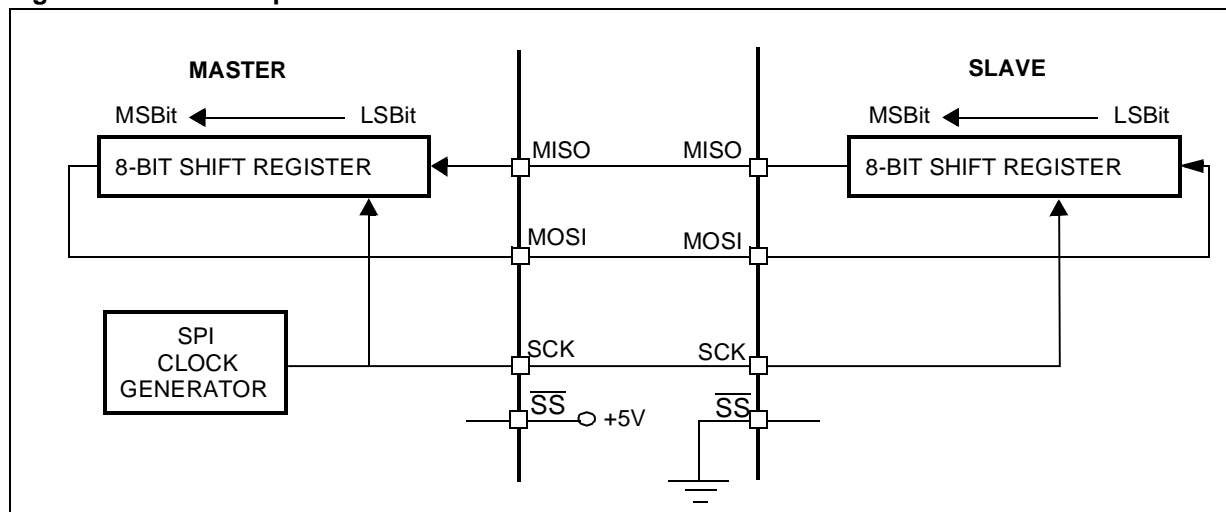 MASTER
SLAVE
MSBit
LSBit
MSBit
LSBit
8-BIT SHIFT REGISTER
MISO
MISO
8-BIT SHIFT REGISTER
MOSI
MOSI
SPI
CLOCK
GENERATOR
SCK
SCK
SS
+5V
SS